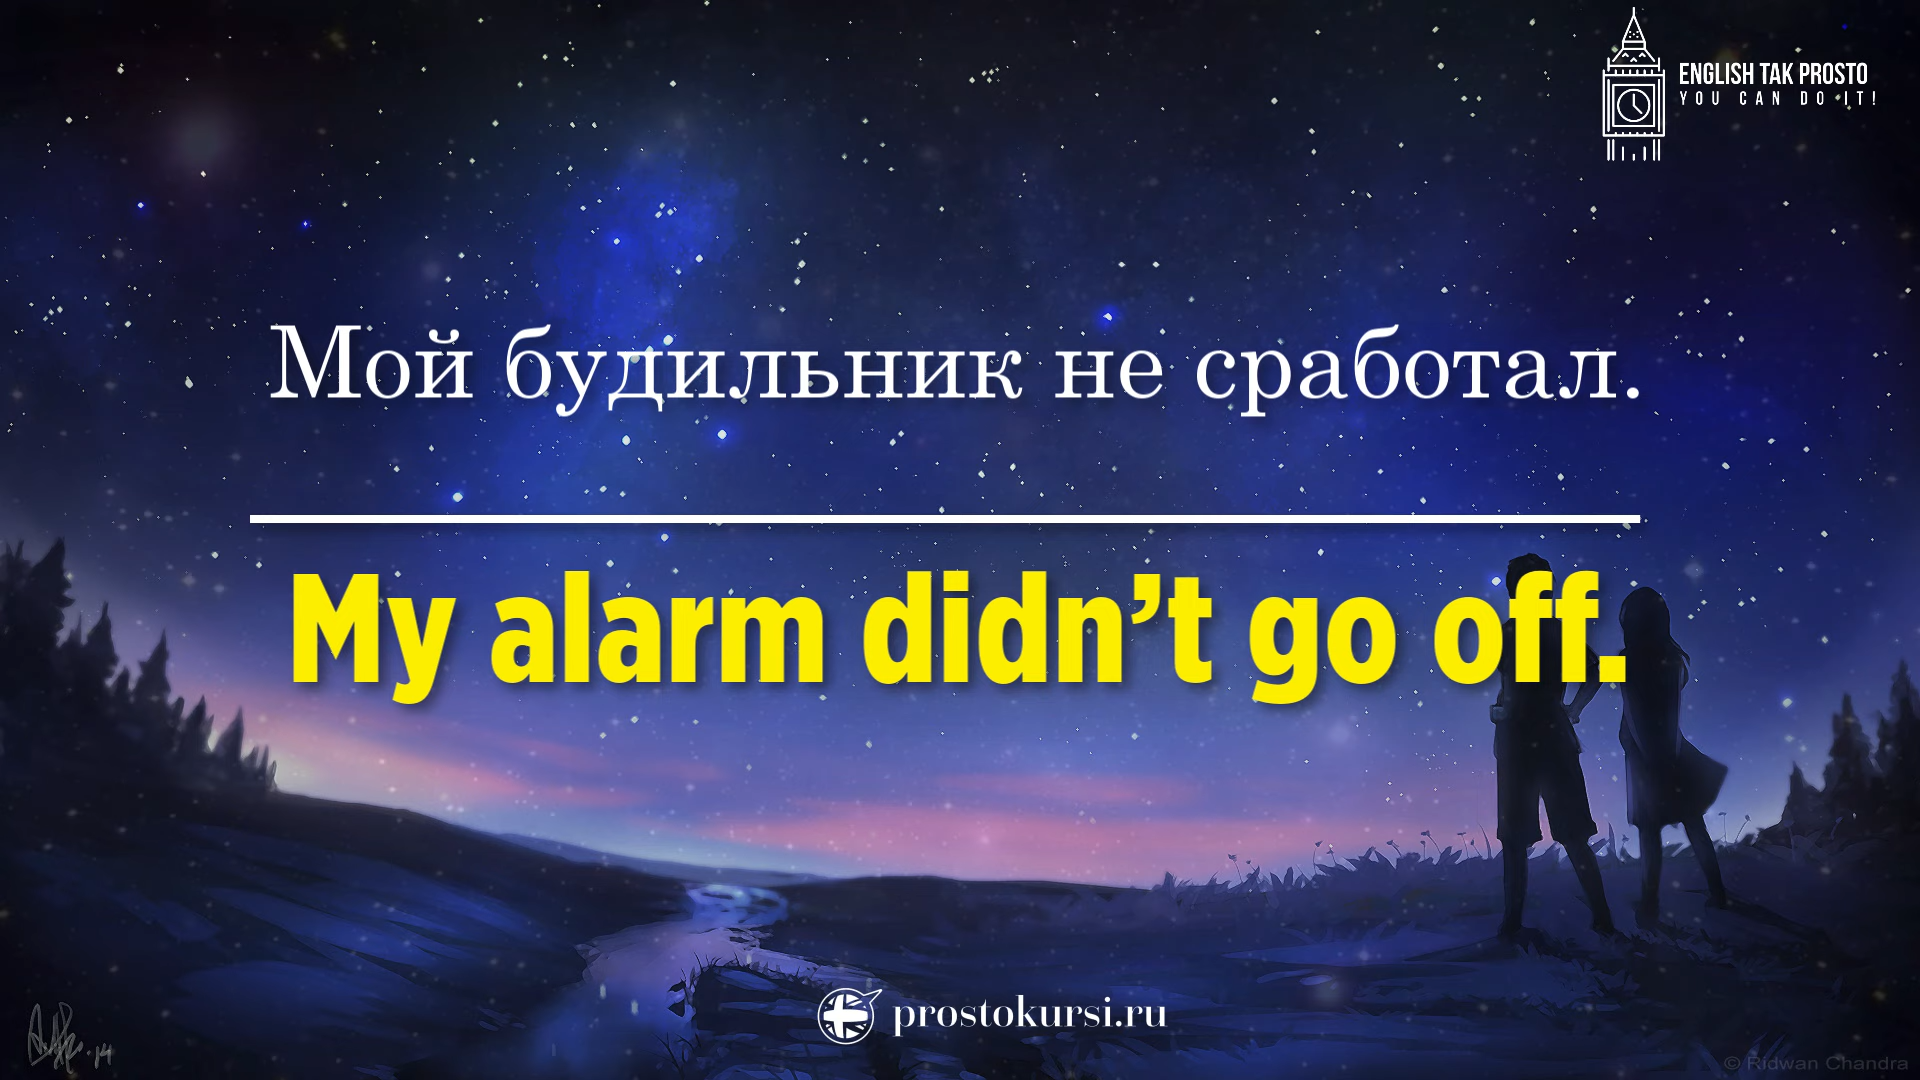 ENGLISH TAK PROSTO
YOU CAN DO IT!
Мой будильник не сработал.
My alarm didn’t go off.
prostokursi.ru
© Ridwan Chandra